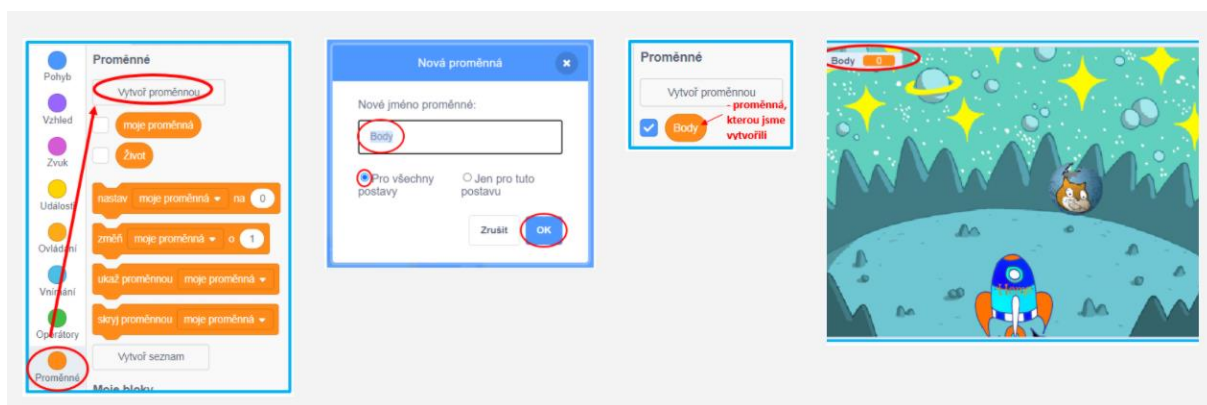 Pohyb
Vzhled
Zvuk
Události
Ovládání
Vnímání
Operátory
Proměnné
Proměnné
Vytvoř proměnnou
moje proměnná
Život
nastav moje proměnná na 0
změň moje proměnná o 1
ukaž proměnnou moje proměnná
skryj proměnnou moje proměnná
Vytvoř seznam
Moje bloky
Nová proměnná
Nové jméno proměnné:
Body
Pro všechny
postavy
Jen pro tuto
postavu
Zrušit
OK
Proměnné
Vytvoř proměnnou
Body
- proměnná,
kterou jsme
vytvořili
Body 0